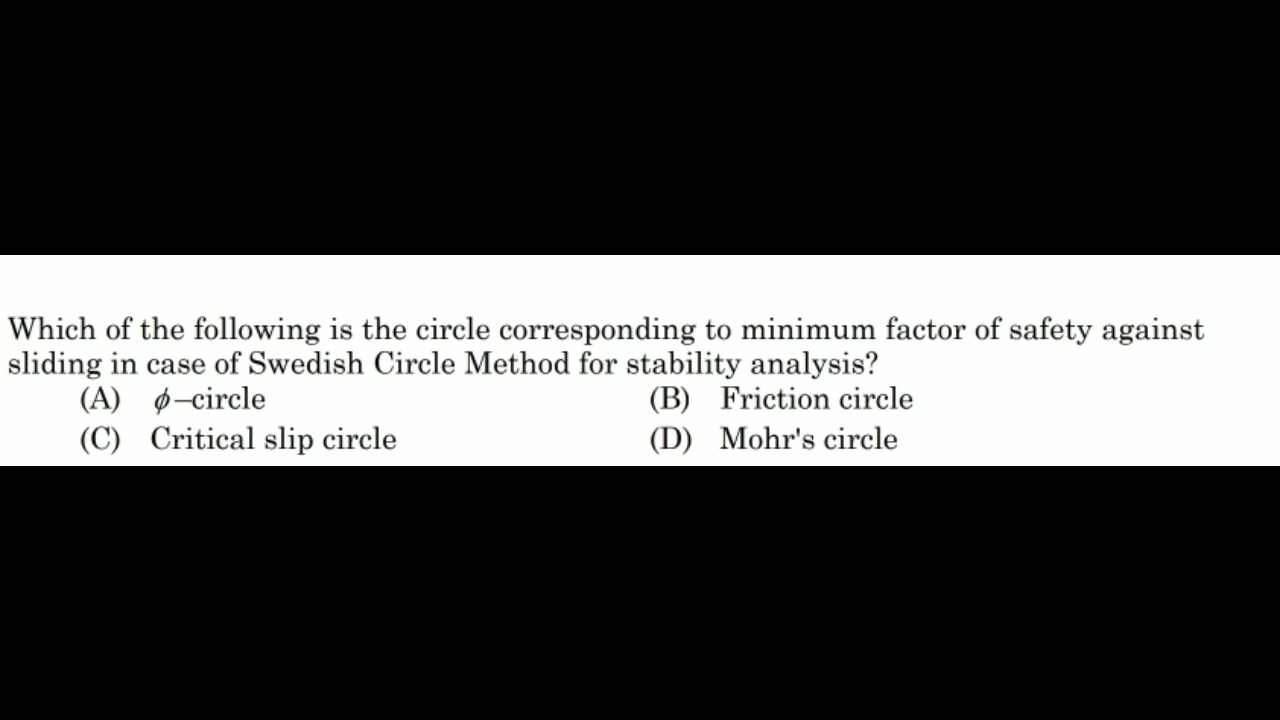 Which of the following is the circle corresponding to minimum factor of safety against
sliding in case of Swedish Circle Method for stability analysis?
(A) ϕ–circle (B) Friction circle
(C) Critical slip circle (D) Mohr's circle